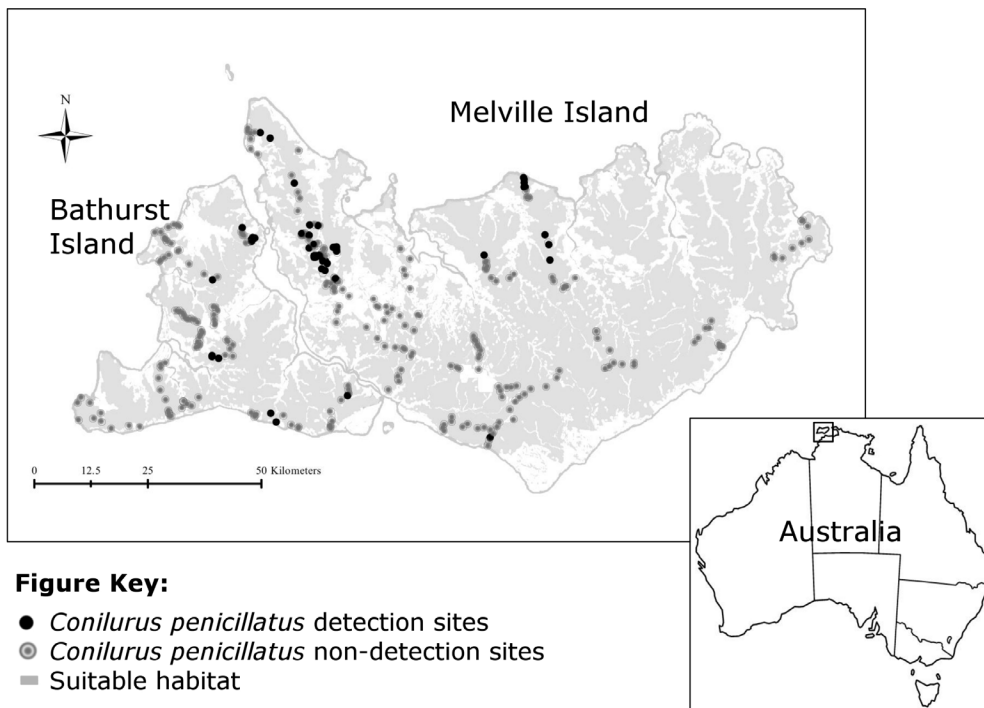 Melville Island
N
Bathurst
Island
0 12.5 25 50 Kilometers
Australia
Figure Key:
Conilurus penicillatus detection sites
Conilurus penicillatus non-detection sites
Suitable habitat